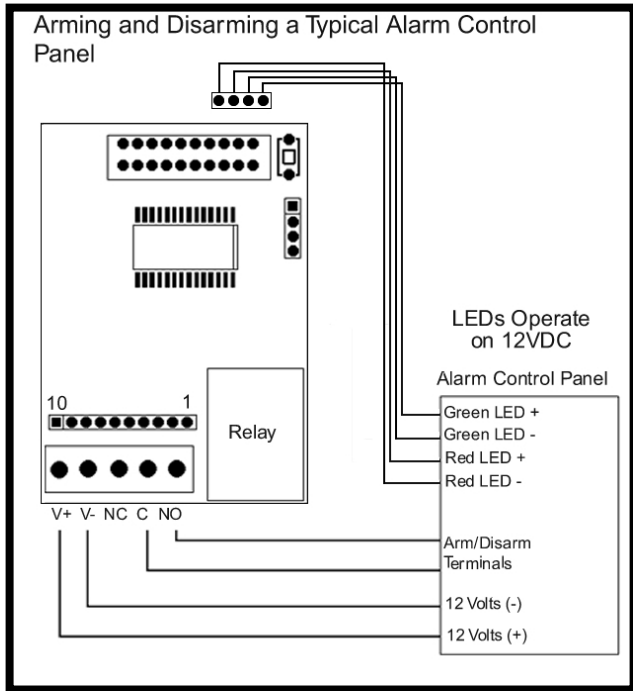 Arming and Disarming a Typical Alarm Control
Panel
LEDs Operate
on 12VDC
Alarm Control Panel
Green LED +
Green LED -
Red LED +
Red LED -
10 1
Relay
V+ V- NC C NO
Arm/Disarm
Terminals
12 Volts (-)
12 Volts (+)